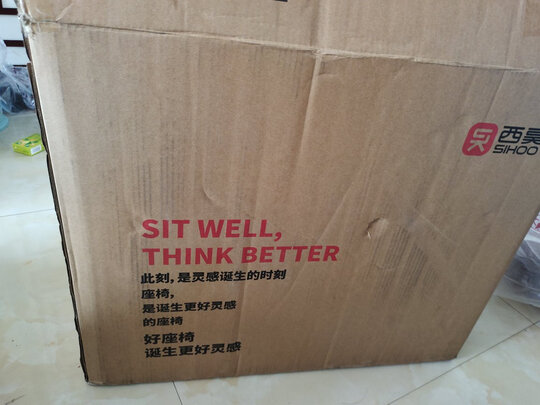 西昊
SIHOO
SIT WELL,
THINK BETTER
此刻,是灵感诞生的时刻
座椅,
是诞生更好灵感
的座椅
好座椅
诞生更好灵感